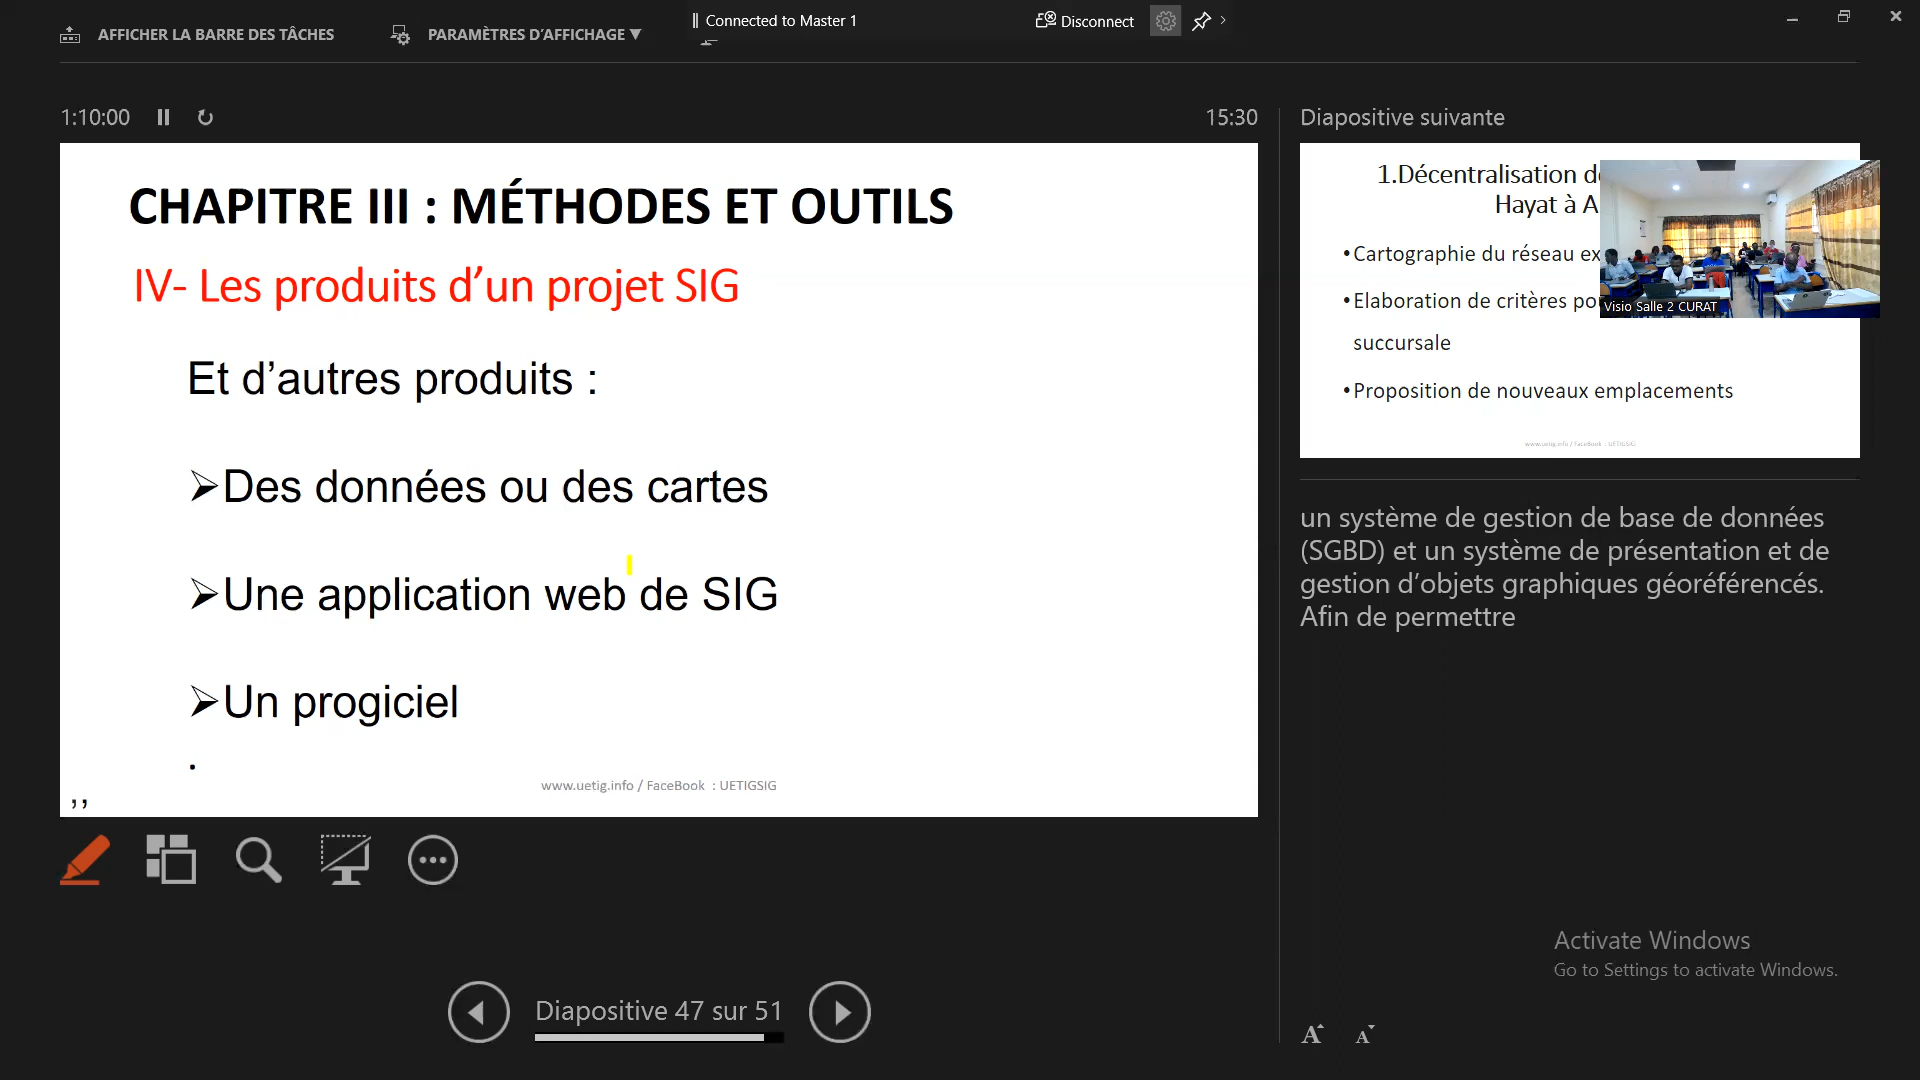 Connected to Master 1
Disconnect
AFFICHER LA BARRE DES TÂCHES
PARAMÈTRES D'AFFICHAGE ▼
1:10:00
15:30
CHAPITRE III : MÉTHODES ET OUTILS
IV- Les produits d’un projet SIG
Et d’autres produits :
➢Des données ou des cartes
➢Une application web de SIG
➢Un progiciel
.
,,
www.uetig.info / FaceBook : UETIGSIG
Diapositive 47 sur 51
Diapositive suivante
1.Décentralisation
Hayat à
•Cartographie du réseau
•Elaboration de critères
succursale
•Proposition de nouveaux emplacements
www.uetig.info / FaceBook : UETIGSIG
Visio Salle 2 CURAT
un système de gestion de base de données
(SGBD) et un système de présentation et de
gestion d’objets graphiques géoréférencés.
Afin de permettre
Activate Windows
Go to Settings to activate Windows.
A A